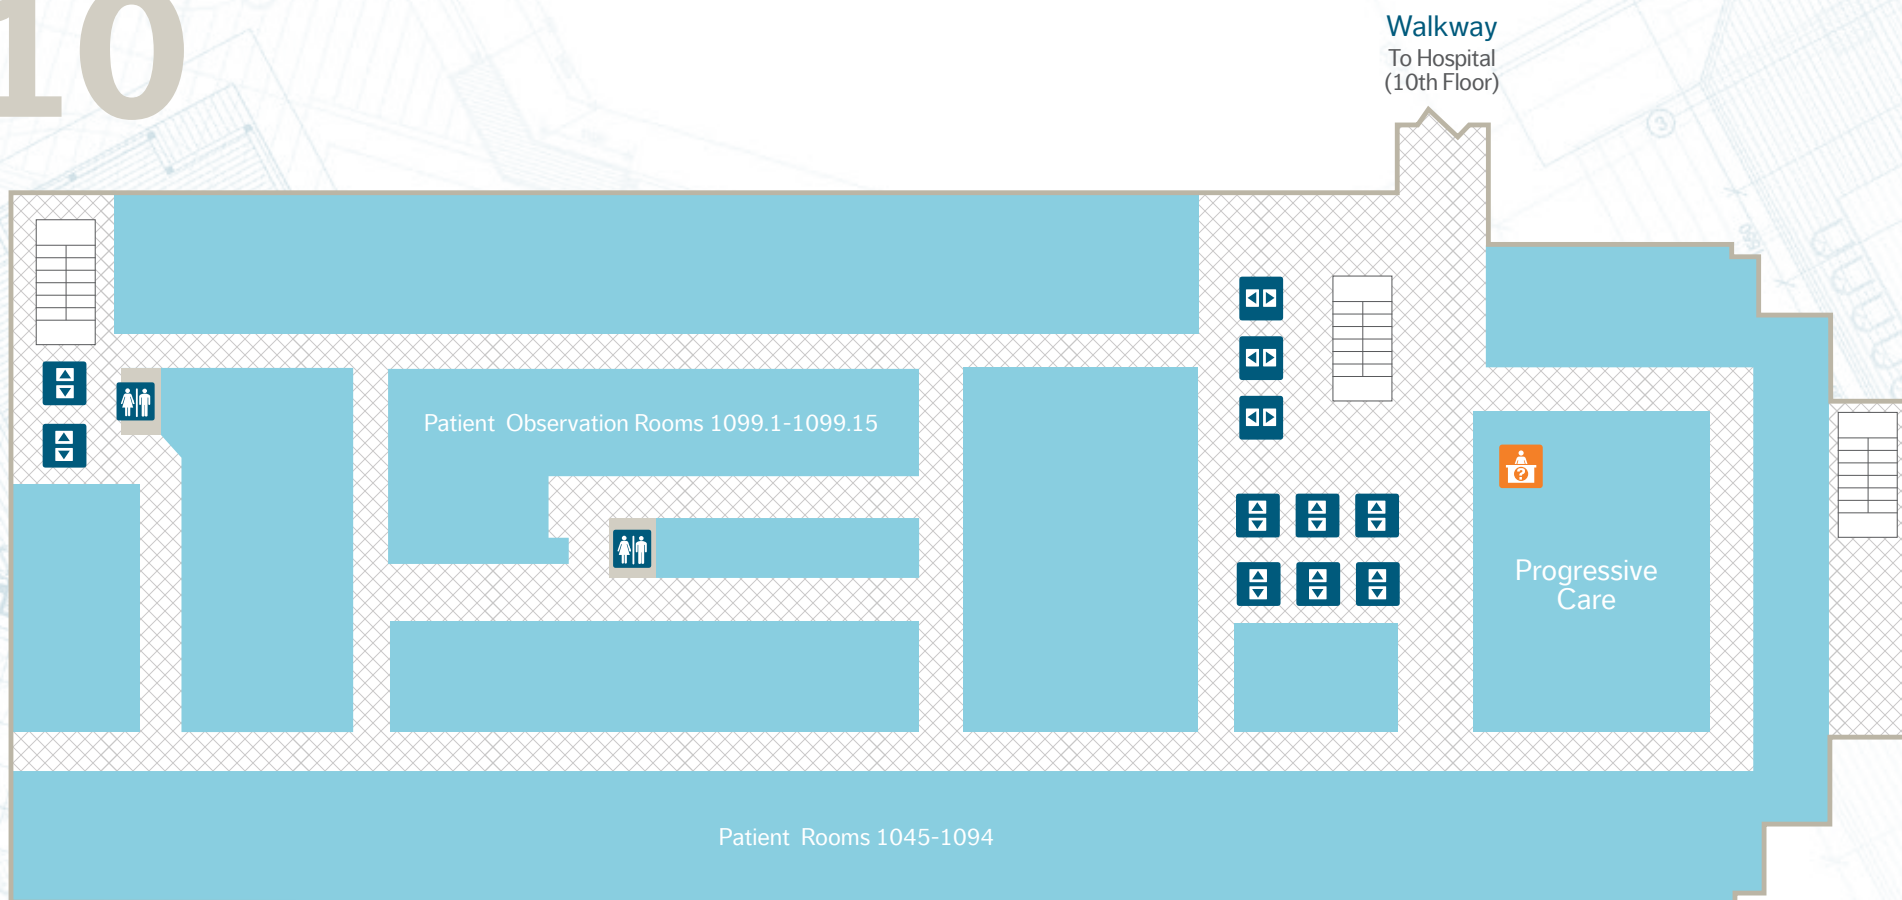 10
Walkway
To Hospital
(10th Floor)
Patient Observation Rooms 1099.1-1099.15
?
Progressive
Care
Patient Rooms 1045-1094
3